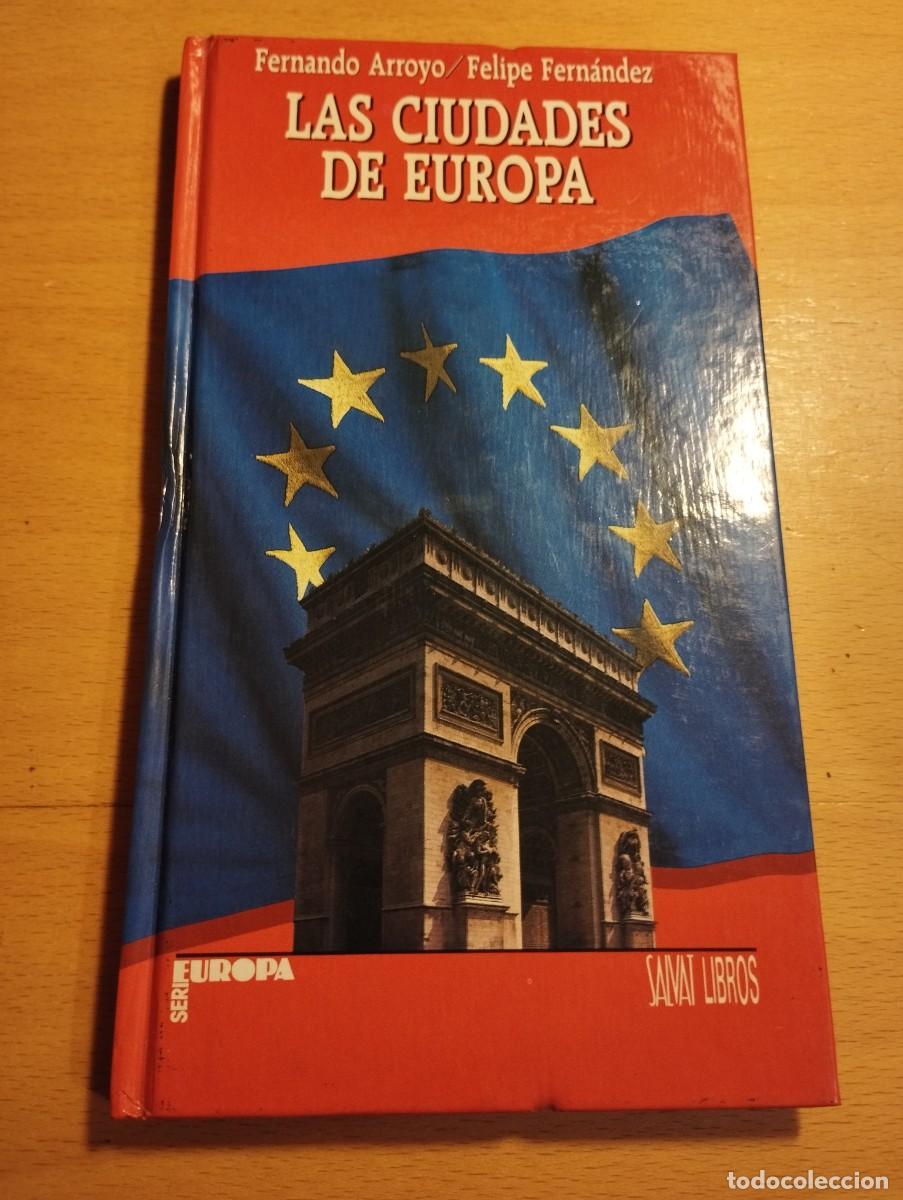 Fernando Arroyo/Felipe Fernández
LAS CIUDADES
DE EUROPA
SERIE EUROPA
SALVAT LIBROS
todocoleccion